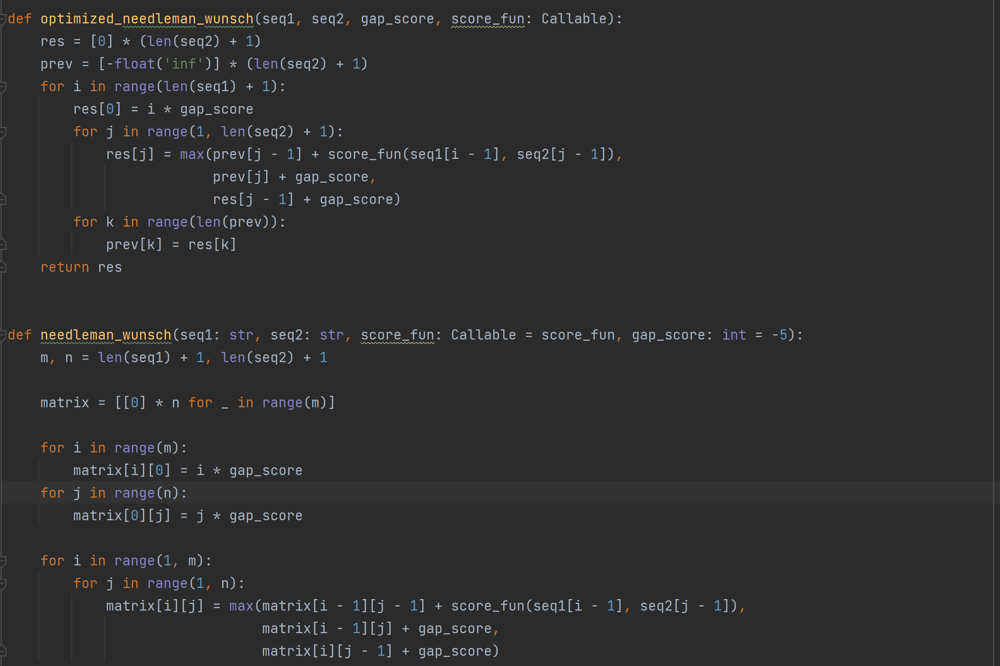 def optimized_needleman_wunsch(seq1, seq2, gap_score, score_fun: Callable):
    res = [0] * (len(seq2) + 1)
    prev = [-float('inf')] * (len(seq2) + 1)
    for i in range(len(seq1) + 1):
        res[0] = i * gap_score
        for j in range(1, len(seq2) + 1):
            res[j] = max(prev[j - 1] + score_fun(seq1[i - 1], seq2[j - 1]),
                         prev[j] + gap_score,
                         res[j - 1] + gap_score)
        for k in range(len(prev)):
            prev[k] = res[k]
    return res
def needleman_wunsch(seq1: str, seq2: str, score_fun: Callable = score_fun, gap_score: int = -5):
    m, n = len(seq1) + 1, len(seq2) + 1
    matrix = [[0] * n for _ in range(m)]
    for i in range(m):
        matrix[i][0] = i * gap_score
    for j in range(n):
        matrix[0][j] = j * gap_score
    for i in range(1, m):
        for j in range(1, n):
            matrix[i][j] = max(matrix[i - 1][j - 1] + score_fun(seq1[i - 1], seq2[j - 1]),
                               matrix[i - 1][j] + gap_score,
                               matrix[i][j - 1] + gap_score)